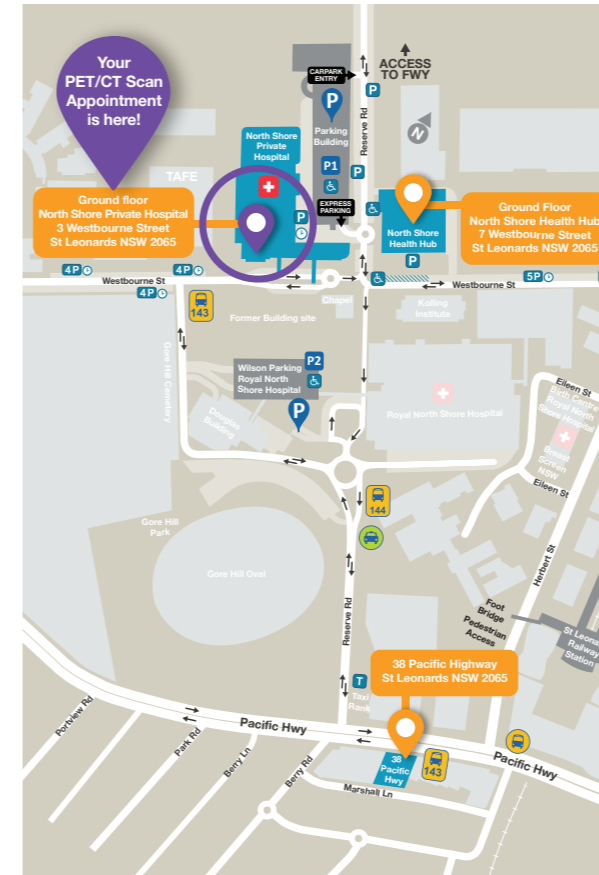 Your
PET/CT Scan
Appointment
is here!
ACCESS
TO FWY
CARPARK
ENTRY
P
P
Parking
Building
N
North Shore
Private
Hospital
Reserve Rd
TAFE
P1
P
Ground floor
North Shore Private Hospital
3 Westbourne Street
St Leonards NSW 2065
P
EXPRESS
PARKING
North Shore
Health Hub
P
Ground Floor
North Shore Health Hub
7 Westbourne Street
St Leonards NSW 2065
4P
4P
4P
Westbourne St
5P
Westbourne St
143
Former Building site
Chapel
Kolling
Institute
Gore Hill Cemetery
Wilson Parking
Royal North
Shore Hospital
P2
P
Douglas
Building
Royal North Shore Hospital
Eileen St
Birth Centre
Royal North
Shore Hospital
Breast
Screen
NSW
Eileen St
144
Gore Hill
Park
Gore Hill Oval
Herbert St
Reserve Rd
Foot
Bridge
Pedestrian
Access
St Leona
Railway
Station
38 Pacific Highway
St Leonards NSW 2065
T
Taxi
Rank
Portview Rd
Park Rd
Berry Ln
Berry Rd
Pacific Hwy
38
Pacific
Hwy
143
Pacific Hwy
Marshall Ln